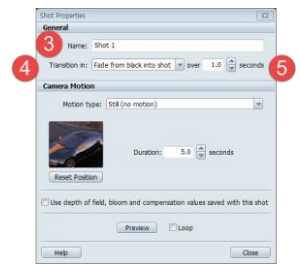 Shot Properties
General
3 Name: Shot 1
4 Transition in: Fade from black into shot over 1.0 seconds 5
Camera Motion
Motion type: Still (no motion)
Duration: 5.0 seconds
Reset Position
Use depth of field, bloom and compensation values saved with this shot
Preview Loop
Help Close